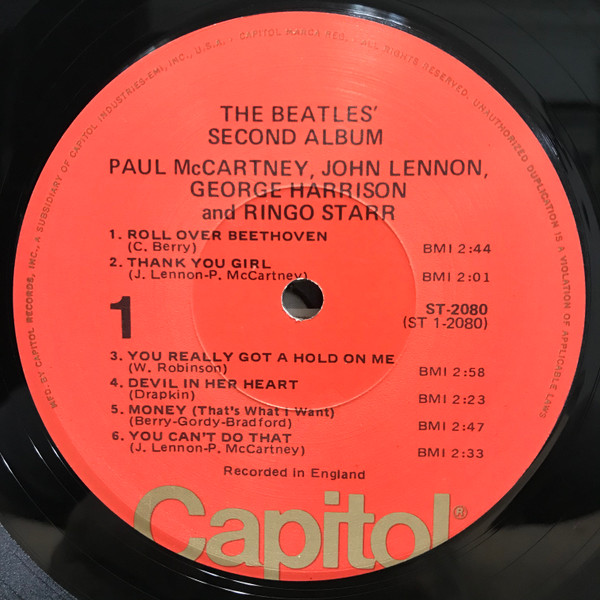 MFD. BY CAPITOL RECORDS, INC., A SUBSIDIARY OF CAPITOL INDUSTRIES-EMI, INC., U.S.A. · CAPITOL MARCA REG. · ALL RIGHTS RESERVED. UNAUTHORIZED DUPLICATION IS A VIOLATION OF APPLICABLE LAWS
THE BEATLES'
SECOND ALBUM
PAUL McCARTNEY, JOHN LENNON,
GEORGE HARRISON
and RINGO STARR
1. ROLL OVER BEETHOVEN
(C. Berry) BMI 2:44
2. THANK YOU GIRL
(J. Lennon-P. McCartney) BMI 2:01
1
ST-2080
(ST 1-2080)
3. YOU REALLY GOT A HOLD ON ME
(W. Robinson) BMI 2:58
4. DEVIL IN HER HEART
(Drapkin) BMI 2:23
5. MONEY (That's What I Want)
(Berry-Gordy-Bradford) BMI 2:47
6. YOU CAN'T DO THAT
(J. Lennon-P. McCartney) BMI 2:33
Recorded in England
Capitol®